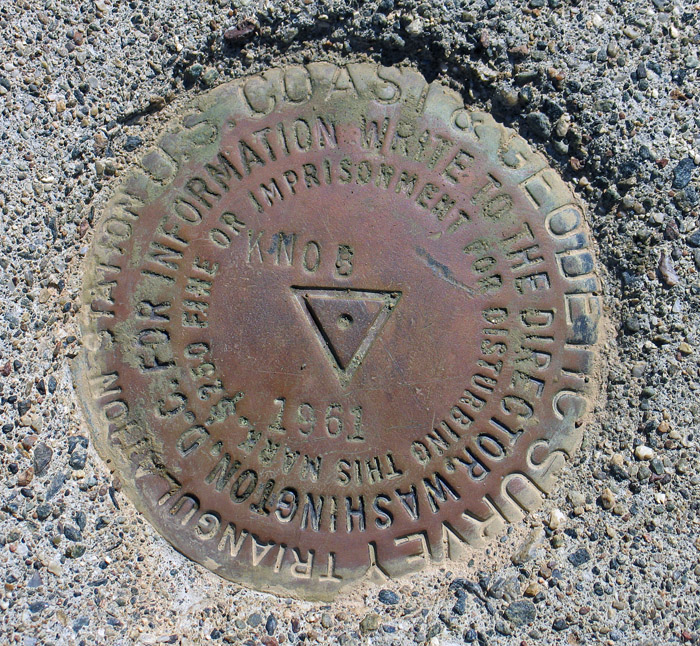 U.S. COAST & GEODETIC SURVEY
TRIANGULATION STATION
FOR INFORMATION WRITE TO THE DIRECTOR, WASHINGTON, D.C.
$250 FINE OR IMPRISONMENT FOR DISTURBING THIS MARK.
KNOB
1961